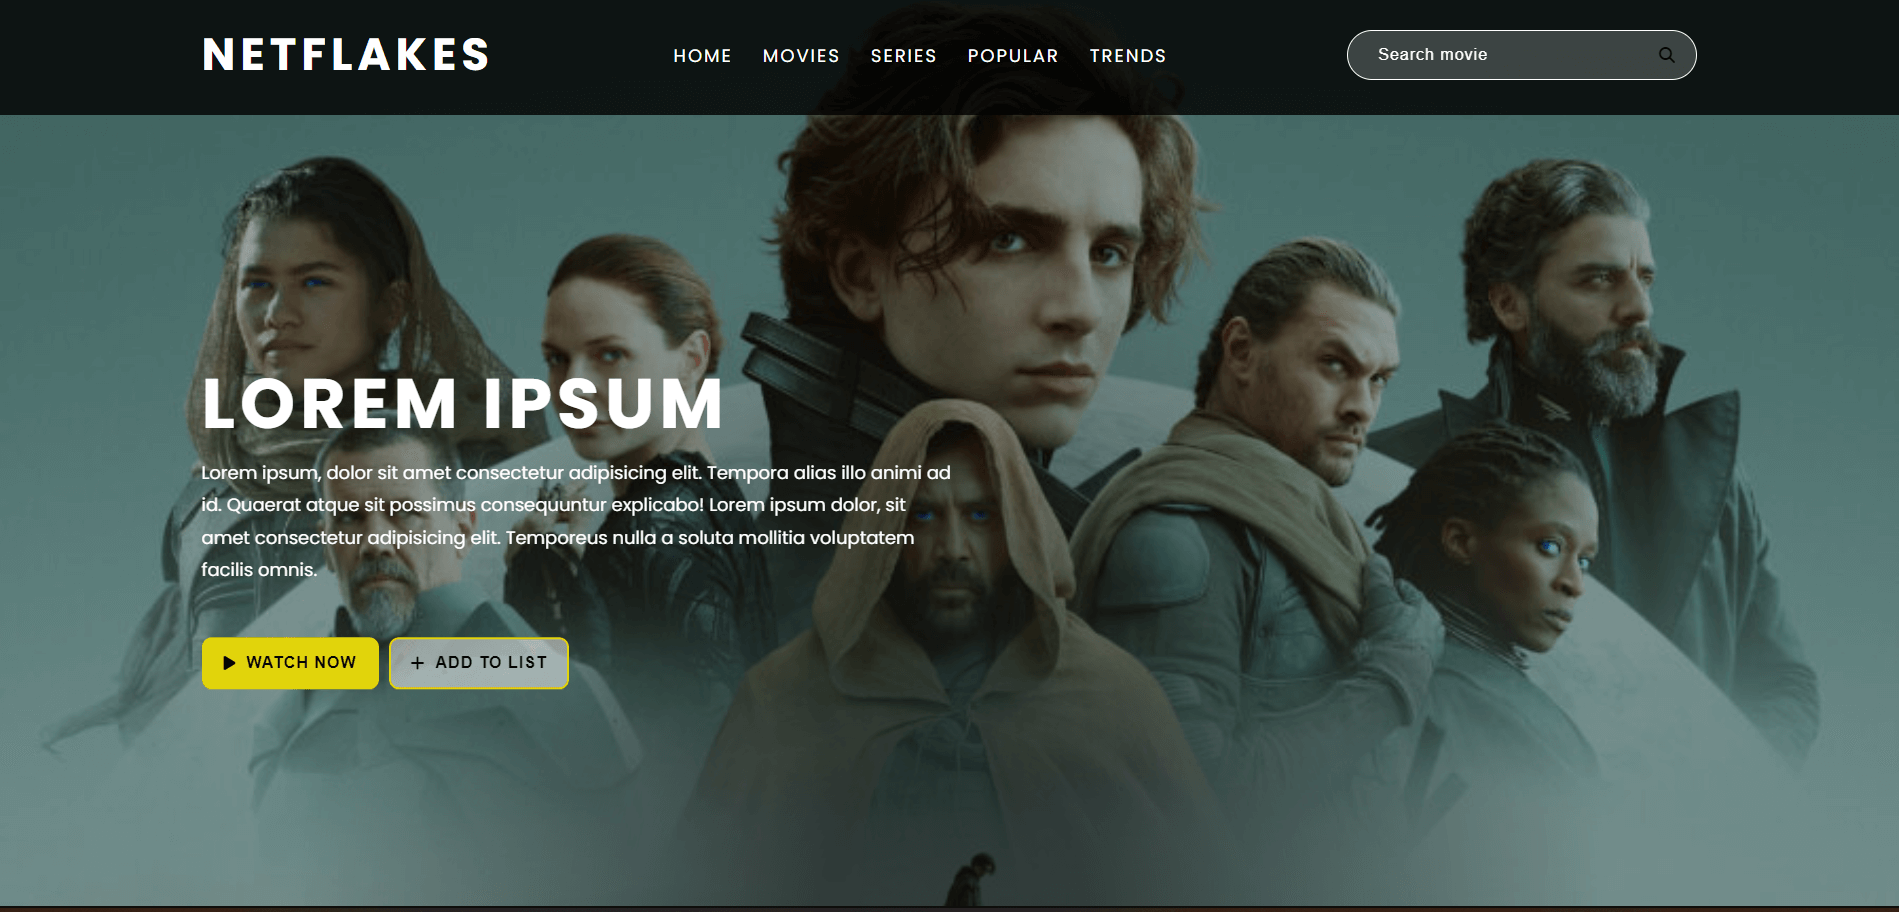 NETFLAKES
HOME MOVIES SERIES POPULAR TRENDS
Search movie
LOREM IPSUM
Lorem ipsum, dolor sit amet consectetur adipisicing elit. Tempora alias illo animi ad
id. Quaerat atque sit possimus consequuntur explicabo! Lorem ipsum dolor, sit
amet consectetur adipisicing elit. Temporeus nulla a soluta mollitia voluptatem
facilis omnis.
WATCH NOW
ADD TO LIST